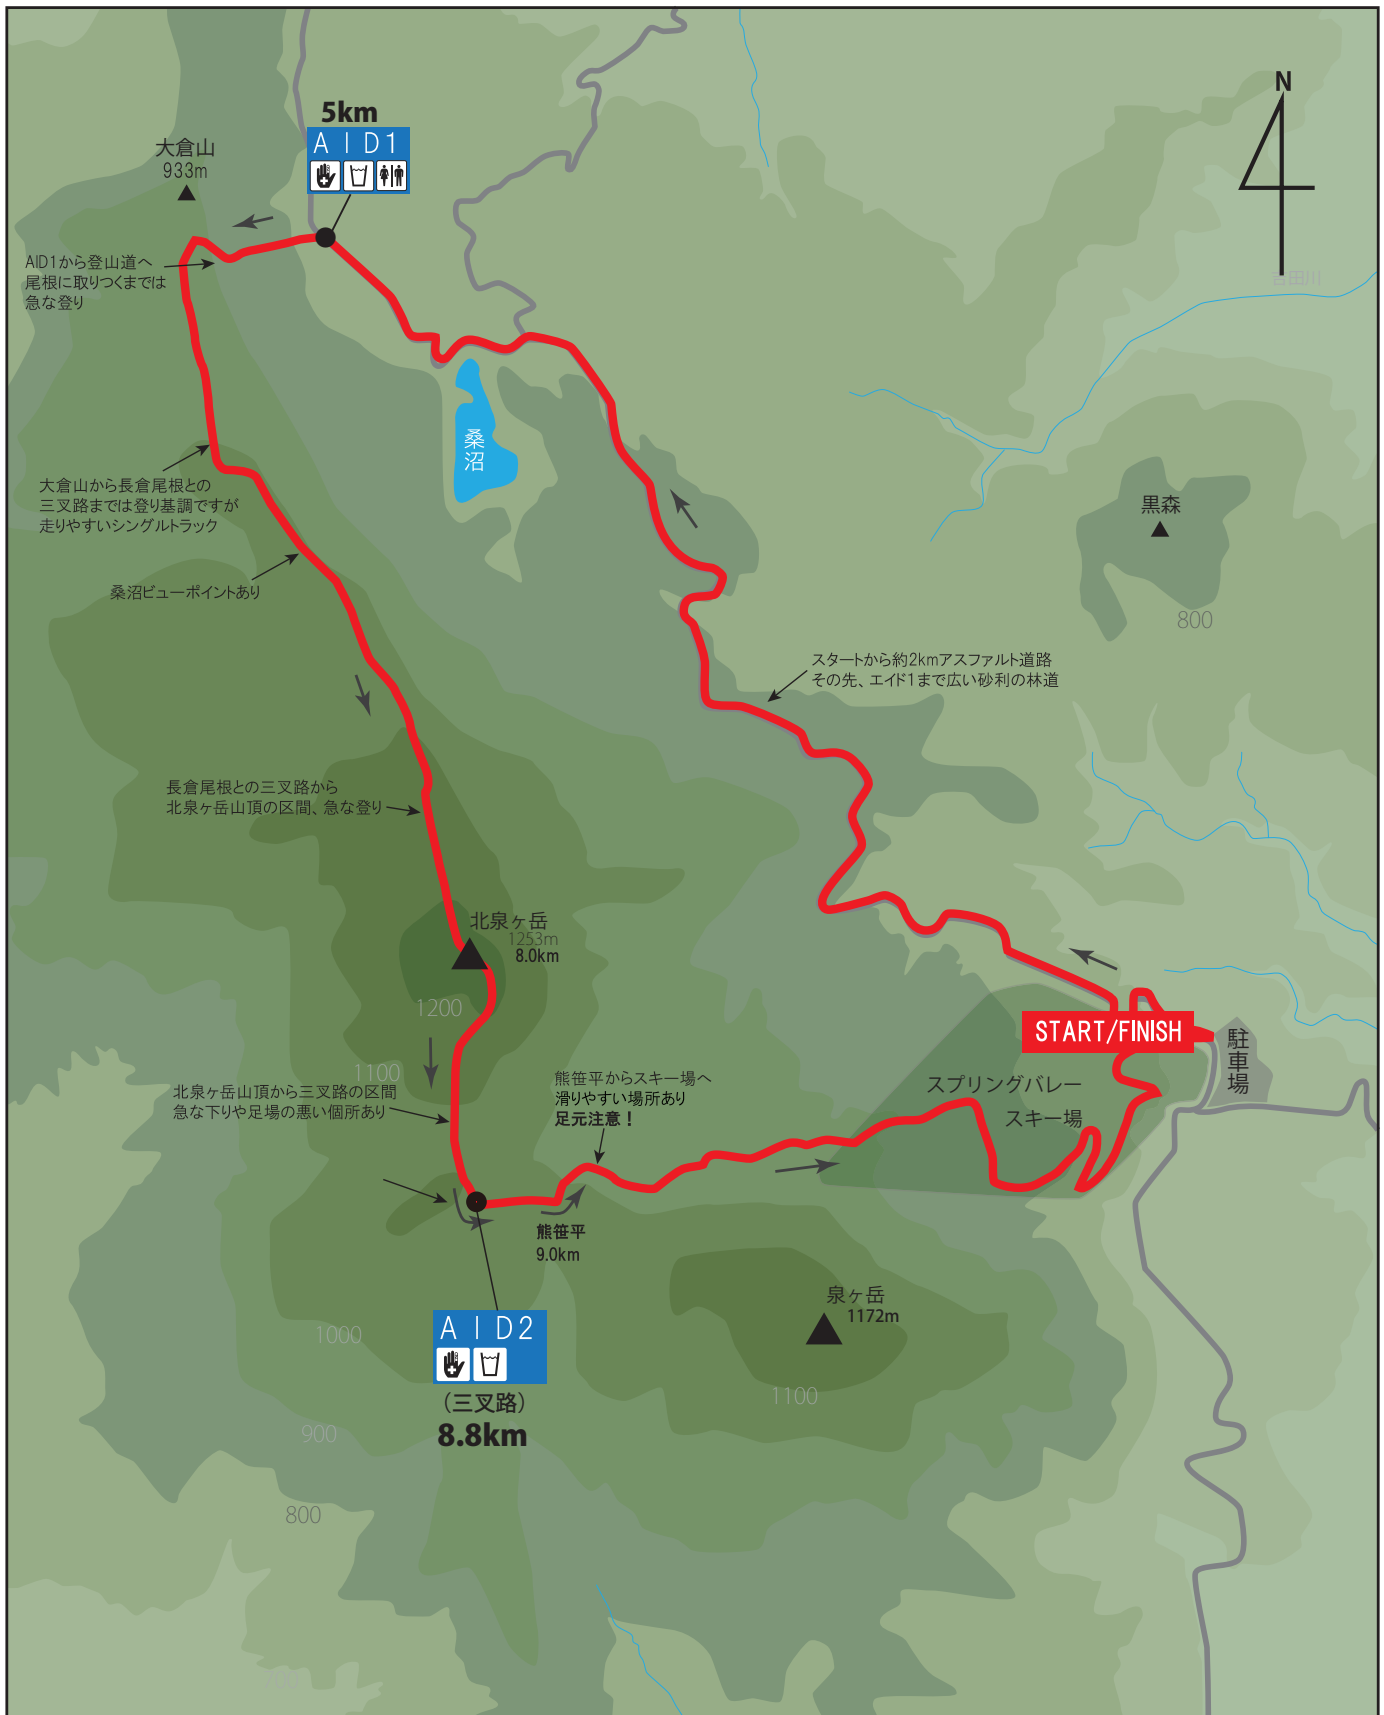 N
5km
AID1
大倉山
933m
吉田川
AID1から登山道へ
尾根に取りつくまでは
急な登り
桑沼
大倉山から長倉尾根との
三叉路までは登り基調ですが
走りやすいシングルトラック
黒森
800
桑沼ビューポイントあり
スタートから約2kmアスファルト道路
その先、エイド1まで広い砂利の林道
長倉尾根との三叉路から
北泉ヶ岳山頂の区間、急な登り
北泉ヶ岳
1253m
8.0km
1200
START/FINISH
駐車場
1100
北泉ヶ岳山頂から三叉路の区間
急な下りや足場の悪い個所あり
熊笹平からスキー場へ
滑りやすい場所あり
足元注意！
スプリングバレー
スキー場
熊笹平
9.0km
泉ヶ岳
1172m
AID2
（三叉路）
8.8km
1000
1100
900
800
700